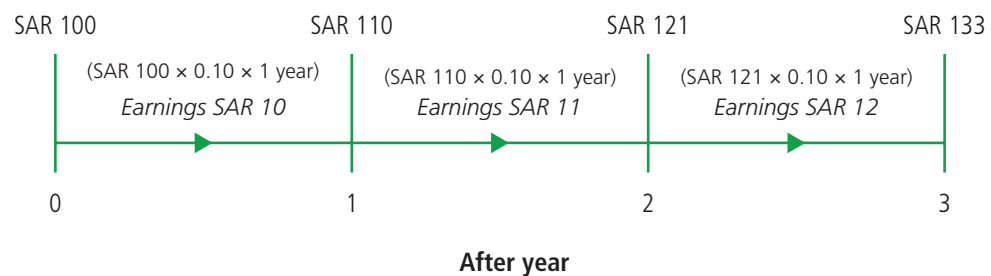 SAR 100 SAR 110 SAR 121 SAR 133
(SAR 100 × 0.10 × 1 year) (SAR 110 × 0.10 × 1 year) (SAR 121 × 0.10 × 1 year)
Earnings SAR 10 Earnings SAR 11 Earnings SAR 12
0 1 2 3
After year